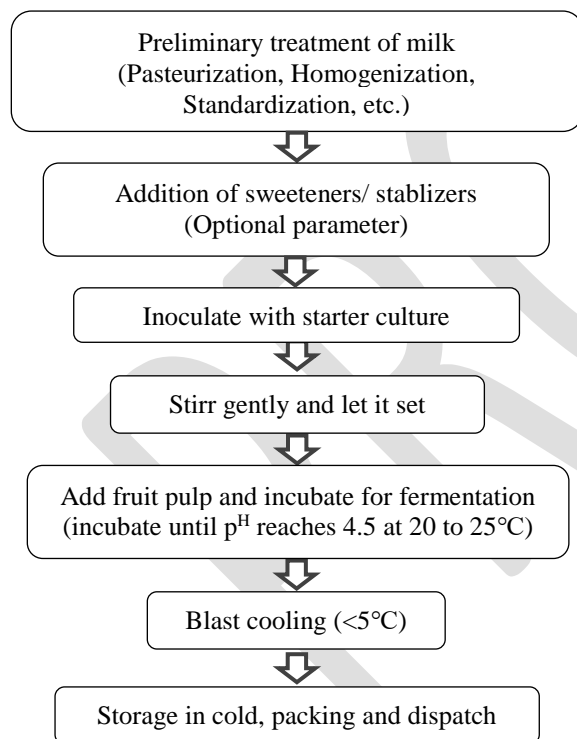 Preliminary treatment of milk
(Pasteurization, Homogenization,
Standardization, etc.)
Addition of sweeteners/ stablizers
(Optional parameter)
Inoculate with starter culture
Stirr gently and let it set
Add fruit pulp and incubate for fermentation
(incubate until pᴴ reaches 4.5 at 20 to 25℃)
Blast cooling (<5℃)
Storage in cold, packing and dispatch